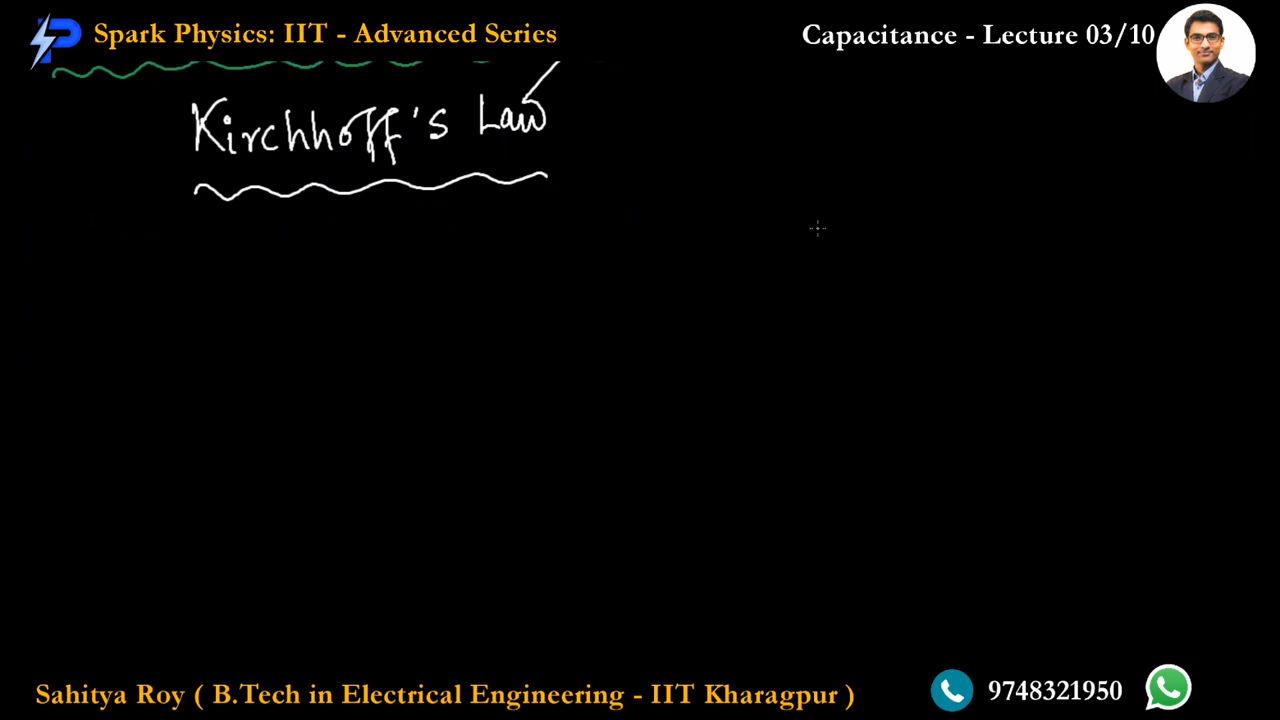 Spark Physics: IIT - Advanced Series
Capacitance - Lecture 03/10
Kirchhoff's Law
Sahitya Roy ( B.Tech in Electrical Engineering - IIT Kharagpur )
9748321950